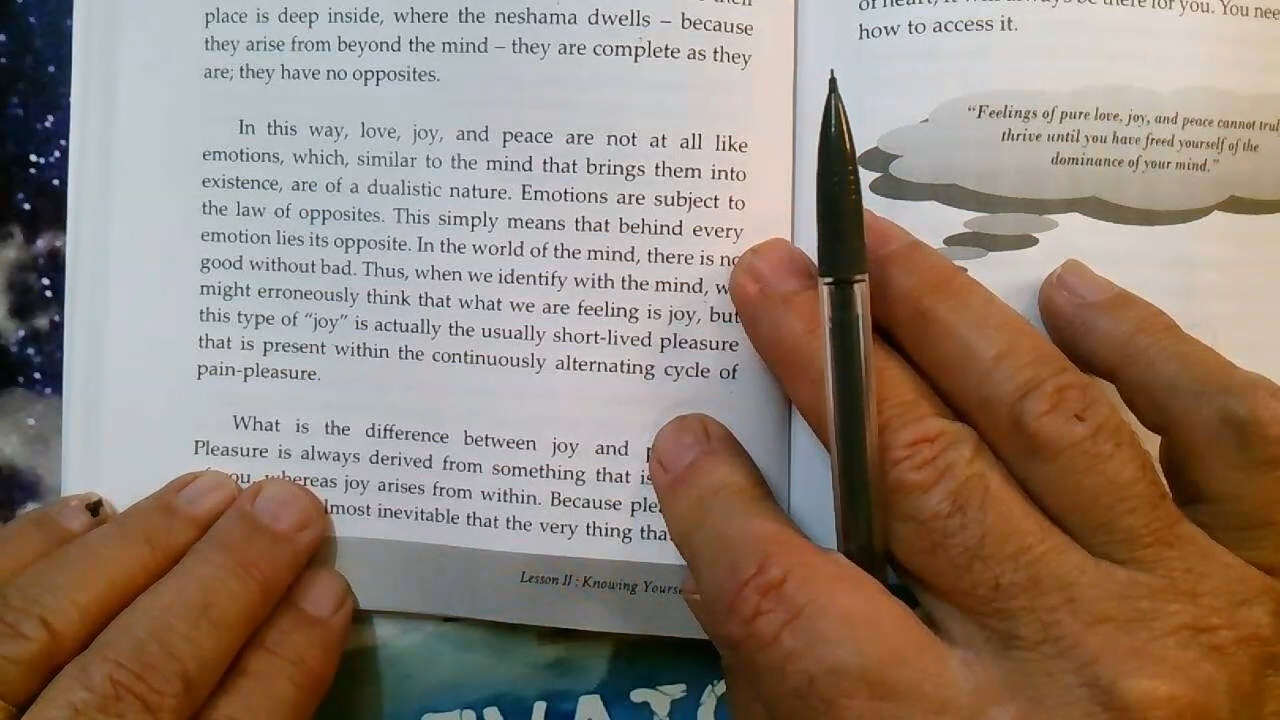 place is deep inside, where the neshama dwells – because
they arise from beyond the mind – they are complete as they
are; they have no opposites.
In this way, love, joy, and peace are not at all like
emotions, which, similar to the mind that brings them into
existence, are of a dualistic nature. Emotions are subject to
the law of opposites. This simply means that behind every
emotion lies its opposite. In the world of the mind, there is no
good without bad. Thus, when we identify with the mind,
might erroneously think that what we are feeling is joy, but
this type of "joy" is actually the usually short-lived pleasure
that is present within the continuously alternating cycle of
pain-pleasure.
What is the difference between joy and
Pleasure is always derived from something that is
whereas joy arises from within. Because
inevitable that the very thing
Lesson II : Knowing
there for you. You
how to access it.
"Feelings of pure love, joy, and peace cannot
thrive until you have freed yourself of the
dominance of your mind."